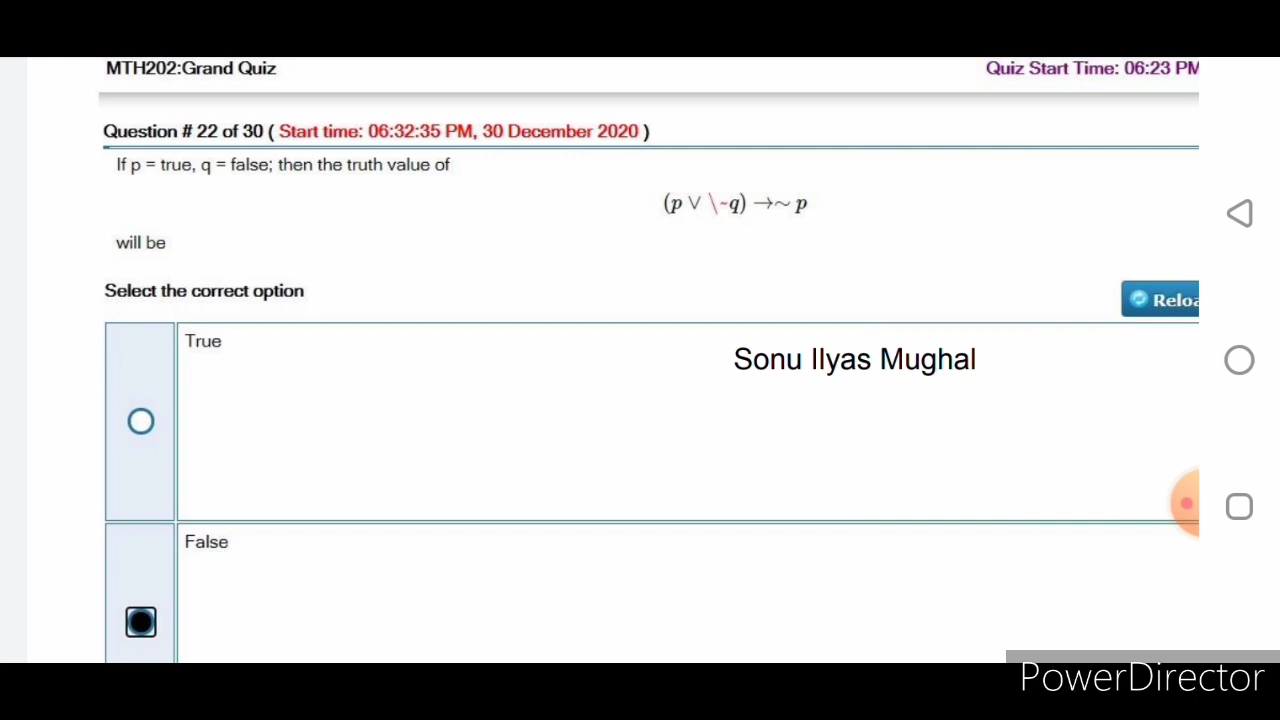 MTH202:Grand Quiz
Quiz Start Time: 06:23 PM
Question # 22 of 30 ( Start time: 06:32:35 PM, 30 December 2020 )
If p = true, q = false; then the truth value of
(p ∨ \~q) →∼ p
will be
Select the correct option
Reloa
True
Sonu Ilyas Mughal
False
PowerDirector